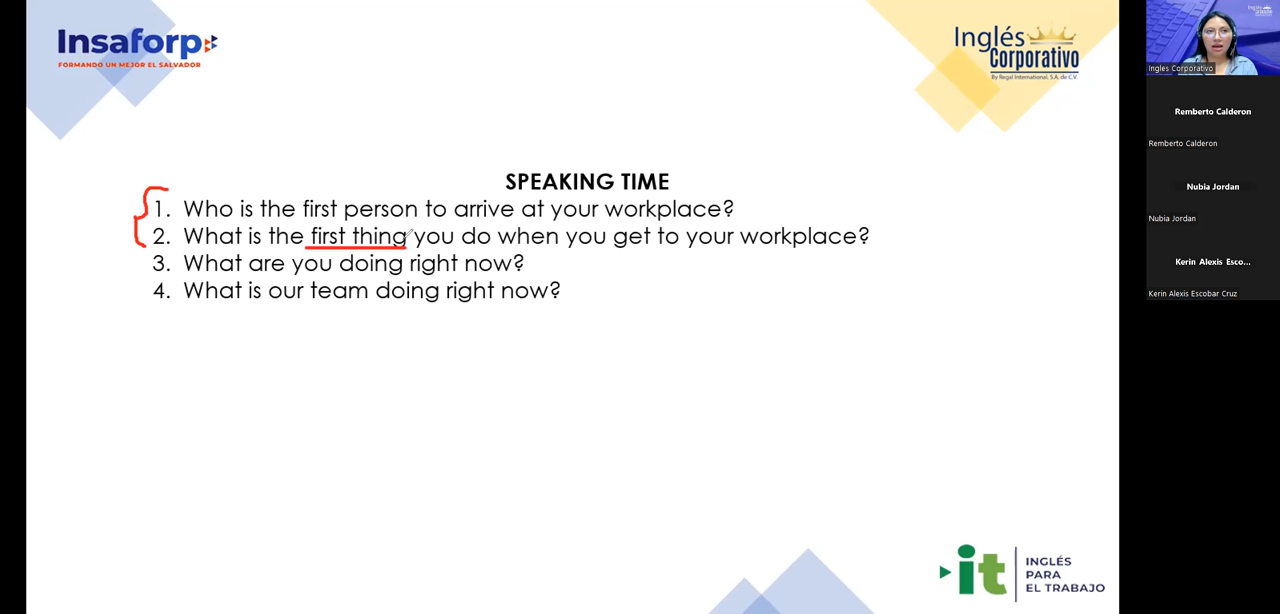 Insaforp
FORMANDO UN MEJOR EL SALVADOR
Inglés
Corporativo
By Regal International, S.A. de C.V.
SPEAKING TIME
1. Who is the first person to arrive at your workplace?
2. What is the first thing you do when you get to your workplace?
3. What are you doing right now?
4. What is our team doing right now?
it
INGLÉS
PARA
EL TRABAJO
Ingles Corporativo
Remberto Calderon
Remberto Calderon
Nubia Jordan
Nubia Jordan
Kerin Alexis Esco...
Kerin Alexis Escobar Cruz